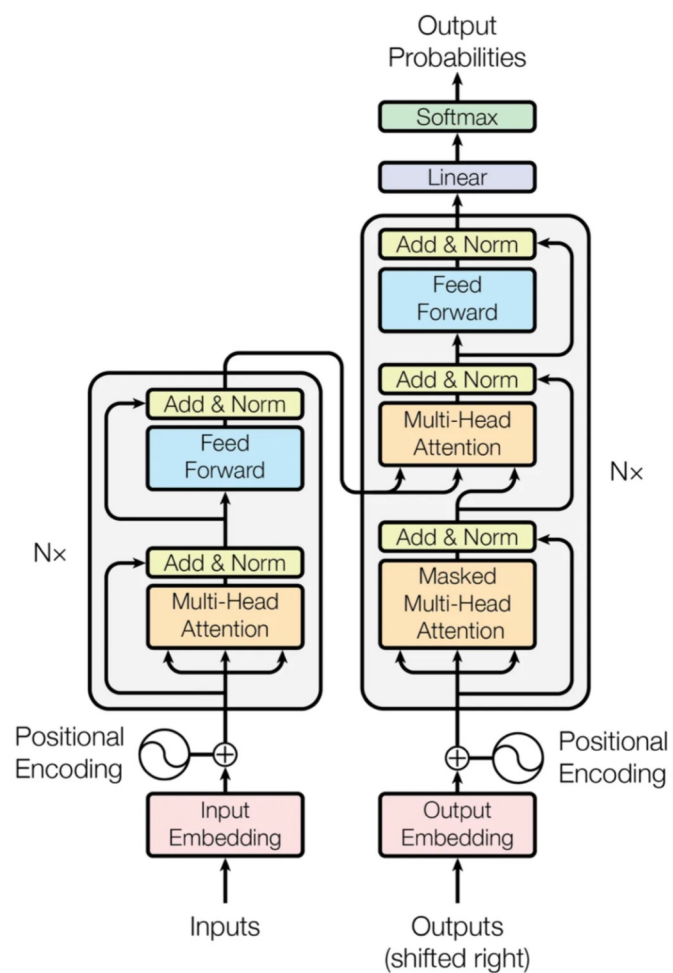 Output
Probabilities
Softmax
Linear
Add & Norm
Feed
Forward
Add & Norm
Multi-Head
Attention
N×
Add & Norm
Masked
Multi-Head
Attention
Add & Norm
Feed
Forward
N×
Add & Norm
Multi-Head
Attention
Positional
Encoding
Positional
Encoding
Input
Embedding
Output
Embedding
Inputs
Outputs
(shifted right)